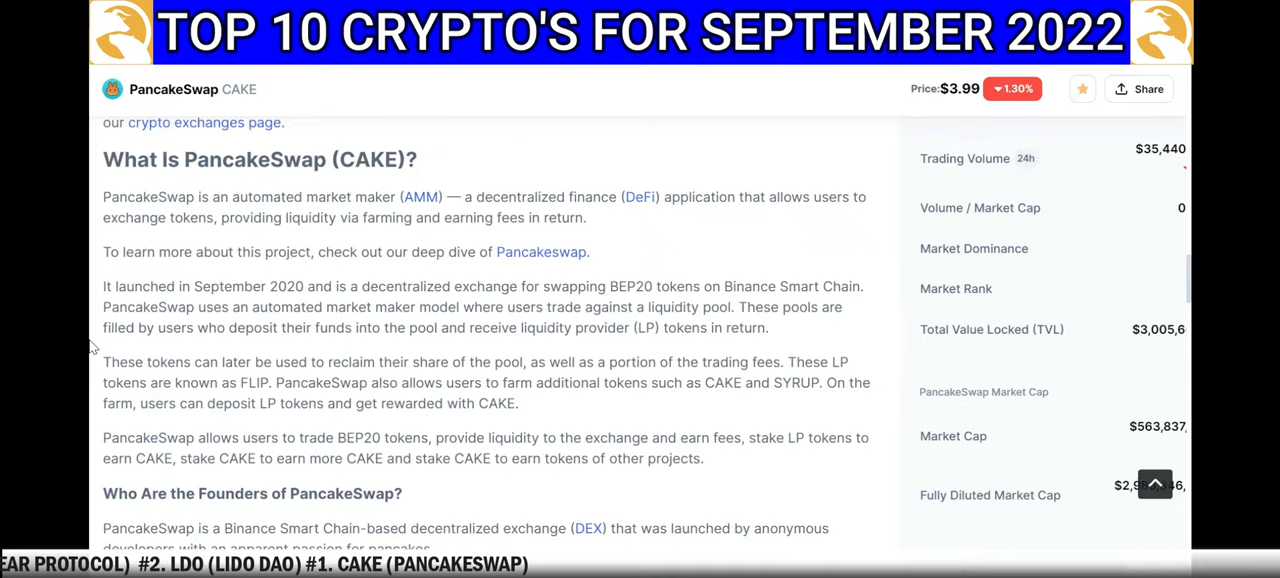 TOP 10 CRYPTO'S FOR SEPTEMBER 2022
PancakeSwap CAKE
Price:$3.99 1.30% Share
our crypto exchanges page.
What Is PancakeSwap (CAKE)?
PancakeSwap is an automated market maker (AMM) — a decentralized finance (DeFi) application that allows users to
exchange tokens, providing liquidity via farming and earning fees in return.
To learn more about this project, check out our deep dive of Pancakeswap.
It launched in September 2020 and is a decentralized exchange for swapping BEP20 tokens on Binance Smart Chain.
PancakeSwap uses an automated market maker model where users trade against a liquidity pool. These pools are
filled by users who deposit their funds into the pool and receive liquidity provider (LP) tokens in return.
These tokens can later be used to reclaim their share of the pool, as well as a portion of the trading fees. These LP
tokens are known as FLIP. PancakeSwap also allows users to farm additional tokens such as CAKE and SYRUP. On the
farm, users can deposit LP tokens and get rewarded with CAKE.
PancakeSwap allows users to trade BEP20 tokens, provide liquidity to the exchange and earn fees, stake LP tokens to
earn CAKE, stake CAKE to earn more CAKE and stake CAKE to earn tokens of other projects.
Who Are the Founders of PancakeSwap?
PancakeSwap is a Binance Smart Chain-based decentralized exchange (DEX) that was launched by anonymous
developers with an apparent passion for pancakes.
Trading Volume 24h $35,440
Volume / Market Cap 0
Market Dominance
Market Rank
Total Value Locked (TVL) $3,005,6
PancakeSwap Market Cap
Market Cap $563,837,
Fully Diluted Market Cap
EAR PROTOCOL) #2. LDO (LIDO DAO) #1. CAKE (PANCAKESWAP)